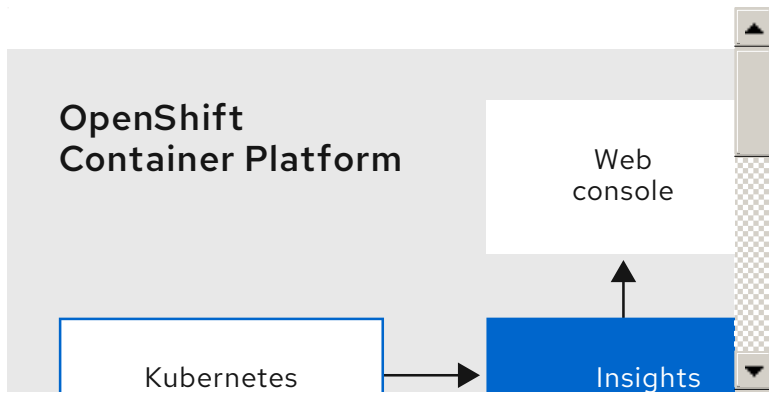 OpenShift
Container Platform
Web
console
Kubernetes
Insights